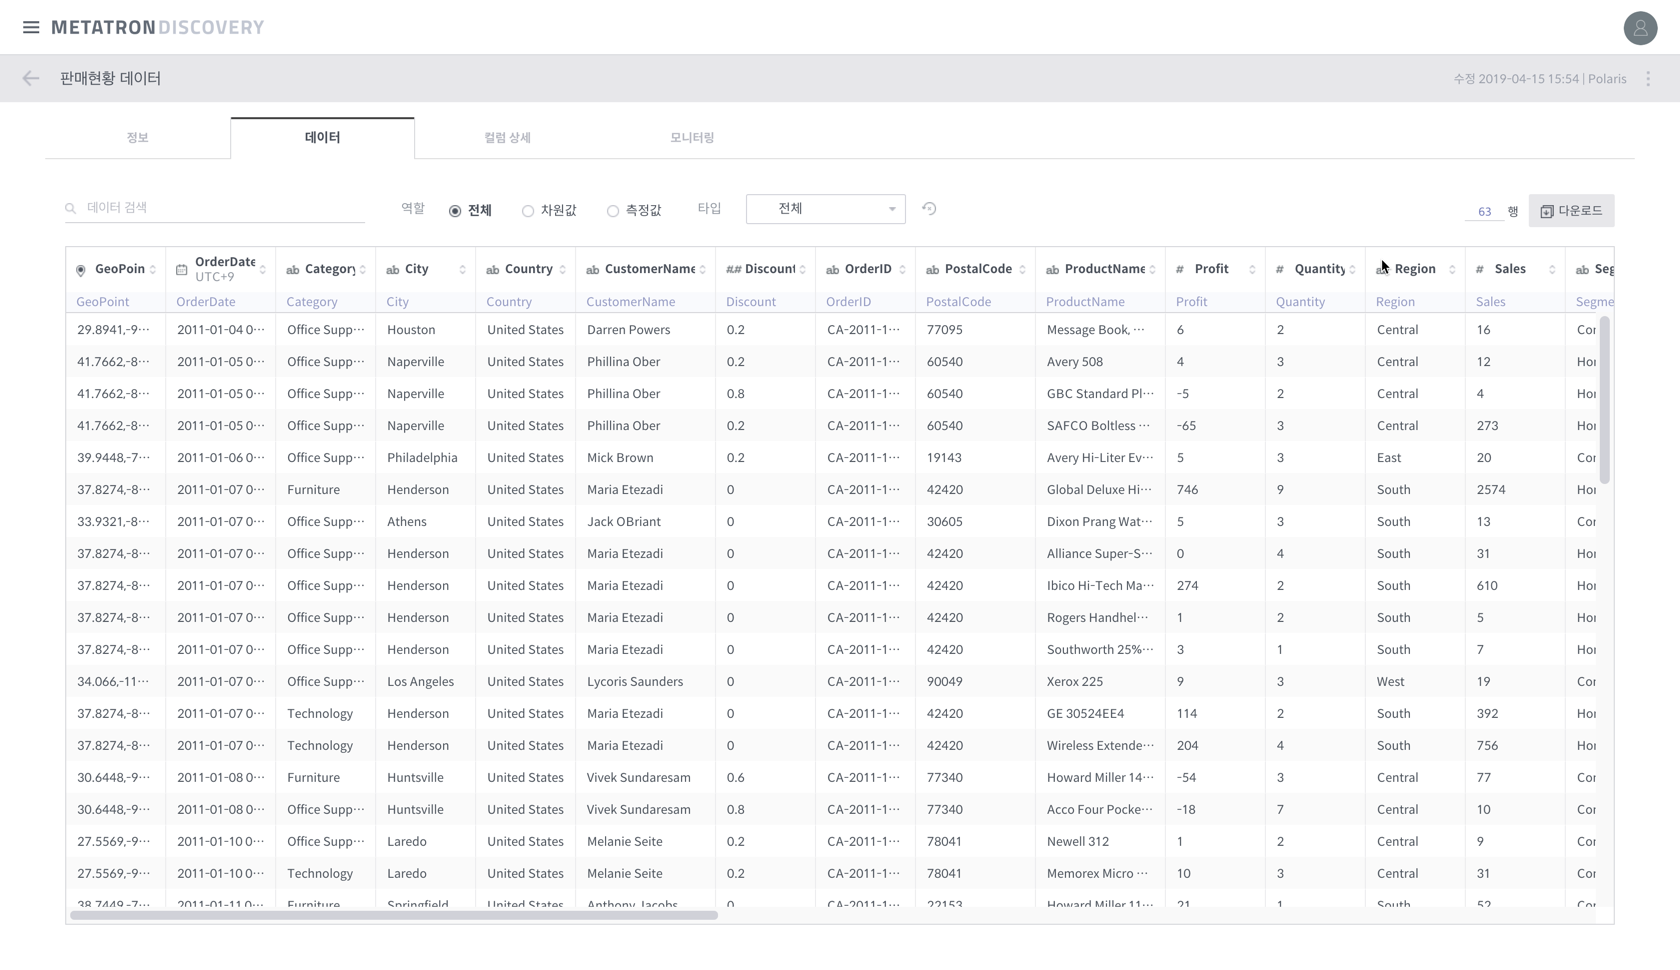 METATRON DISCOVERY
판매현황 데이터 수정 2019-04-15 15:54 | Polaris
정보 데이터 컬럼 상세 모니터링
데이터 검색 역할 전체 차원값 측정값 타입 전체 63 행 다운로드
GeoPoin OrderDate UTC+9 ab Category ab City ab Country ab CustomerName ## Discount ab OrderID ab PostalCode ab ProductName # Profit # Quantity ab Region # Sales ab Seg
GeoPoint OrderDate Category City Country CustomerName Discount OrderID PostalCode ProductName Profit Quantity Region Sales Segme
29.8941,-9··· 2011-01-04 0··· Office Supp··· Houston United States Darren Powers 0.2 CA-2011-1··· 77095 Message Book, ··· 6 2 Central 16 Cor
41.7662,-8··· 2011-01-05 0··· Office Supp··· Naperville United States Phillina Ober 0.2 CA-2011-1··· 60540 Avery 508 4 3 Central 12 Hor
41.7662,-8··· 2011-01-05 0··· Office Supp··· Naperville United States Phillina Ober 0.8 CA-2011-1··· 60540 GBC Standard Pl··· -5 2 Central 4 Hor
41.7662,-8··· 2011-01-05 0··· Office Supp··· Naperville United States Phillina Ober 0.2 CA-2011-1··· 60540 SAFCO Boltless ··· -65 3 Central 273 Hor
39.9448,-7··· 2011-01-06 0··· Office Supp··· Philadelphia United States Mick Brown 0.2 CA-2011-1··· 19143 Avery Hi-Liter Ev··· 5 3 East 20 Cor
37.8274,-8··· 2011-01-07 0··· Furniture Henderson United States Maria Etezadi 0 CA-2011-1··· 42420 Global Deluxe Hi··· 746 9 South 2574 Hor
33.9321,-8··· 2011-01-07 0··· Office Supp··· Athens United States Jack OBriant 0 CA-2011-1··· 30605 Dixon Prang Wat··· 5 3 South 13 Cor
37.8274,-8··· 2011-01-07 0··· Office Supp··· Henderson United States Maria Etezadi 0 CA-2011-1··· 42420 Alliance Super-S··· 0 4 South 31 Hor
37.8274,-8··· 2011-01-07 0··· Office Supp··· Henderson United States Maria Etezadi 0 CA-2011-1··· 42420 Ibico Hi-Tech Ma··· 274 2 South 610 Hor
37.8274,-8··· 2011-01-07 0··· Office Supp··· Henderson United States Maria Etezadi 0 CA-2011-1··· 42420 Rogers Handhel··· 1 2 South 5 Hor
37.8274,-8··· 2011-01-07 0··· Office Supp··· Henderson United States Maria Etezadi 0 CA-2011-1··· 42420 Southworth 25%··· 3 1 South 7 Hor
34.066,-11··· 2011-01-07 0··· Office Supp··· Los Angeles United States Lycoris Saunders 0 CA-2011-1··· 90049 Xerox 225 9 3 West 19 Cor
37.8274,-8··· 2011-01-07 0··· Technology Henderson United States Maria Etezadi 0 CA-2011-1··· 42420 GE 30524EE4 114 2 South 392 Hor
37.8274,-8··· 2011-01-07 0··· Technology Henderson United States Maria Etezadi 0 CA-2011-1··· 42420 Wireless Extende··· 204 4 South 756 Hor
30.6448,-9··· 2011-01-08 0··· Furniture Huntsville United States Vivek Sundaresam 0.6 CA-2011-1··· 77340 Howard Miller 14··· -54 3 Central 77 Cor
30.6448,-9··· 2011-01-08 0··· Office Supp··· Huntsville United States Vivek Sundaresam 0.8 CA-2011-1··· 77340 Acco Four Pocke··· -18 7 Central 10 Cor
27.5569,-9··· 2011-01-10 0··· Office Supp··· Laredo United States Melanie Seite 0.2 CA-2011-1··· 78041 Newell 312 1 2 Central 9 Cor
27.5569,-9··· 2011-01-10 0··· Technology Laredo United States Melanie Seite 0.2 CA-2011-1··· 78041 Memorex Micro ··· 10 3 Central 31 Cor
38.7449,-7··· 2011-01-11 0··· Furniture Springfield United States Anthony Jacobs 0 CA-2011-1··· 22153 Howard Miller 11··· 21 1 South 52 Cor